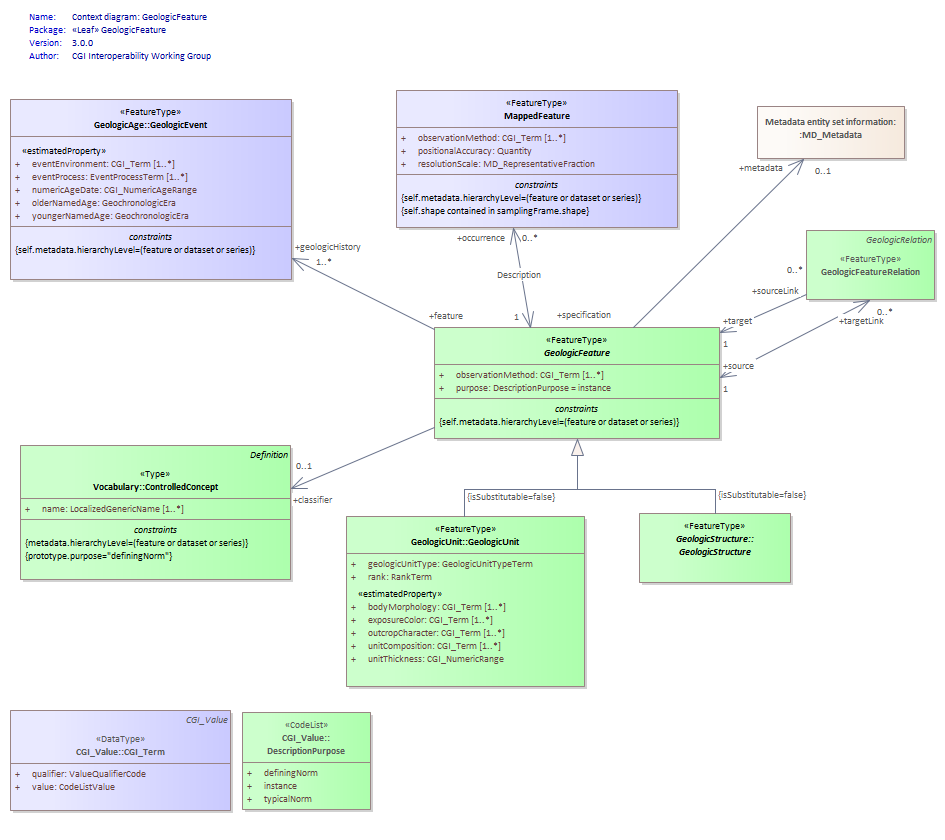 Name: Context diagram: GeologicFeature
Package: «Leaf» GeologicFeature
Version: 3.0.0
Author: CGI Interoperability Working Group
«FeatureType»
GeologicAge::GeologicEvent
«estimatedProperty»
+ eventEnvironment: CGI_Term [1..*]
+ eventProcess: EventProcessTerm [1..*]
+ numericAgeDate: CGI_NumericAgeRange
+ olderNamedAge: GeochronologicEra
+ youngerNamedAge: GeochronologicEra
constraints
{self.metadata.hierarchyLevel=(feature or dataset or series)}
«FeatureType»
MappedFeature
+ observationMethod: CGI_Term [1..*]
+ positionalAccuracy: Quantity
+ resolutionScale: MD_RepresentativeFraction
constraints
{self.metadata.hierarchyLevel=(feature or dataset or series)}
{self.shape contained in samplingFrame.shape}
Metadata entity set information:
:MD_Metadata
+metadata
0..1
GeologicRelation
«FeatureType»
GeologicFeatureRelation
+geologicHistory
1..*
+occurrence
0..*
Description
0..*
+sourceLink
0..*
+targetLink
+feature
1
+specification
+target
1
+source
1
«FeatureType»
GeologicFeature
+ observationMethod: CGI_Term [1..*]
+ purpose: DescriptionPurpose = instance
constraints
{self.metadata.hierarchyLevel=(feature or dataset or series)}
Definition
«Type»
Vocabulary::ControlledConcept
+ name: LocalizedGenericName [1..*]
constraints
{metadata.hierarchyLevel=(feature or dataset or series)}
{prototype.purpose="definingNorm"}
0..1
+classifier
{isSubstitutable=false}
{isSubstitutable=false}
«FeatureType»
GeologicUnit::GeologicUnit
+ geologicUnitType: GeologicUnitTypeTerm
+ rank: RankTerm
«estimatedProperty»
+ bodyMorphology: CGI_Term [1..*]
+ exposureColor: CGI_Term [1..*]
+ outcropCharacter: CGI_Term [1..*]
+ unitComposition: CGI_Term [1..*]
+ unitThickness: CGI_NumericRange
«FeatureType»
GeologicStructure::
GeologicStructure
CGI_Value
«DataType»
CGI_Value::CGI_Term
+ qualifier: ValueQualifierCode
+ value: CodeListValue
«CodeList»
CGI_Value::
DescriptionPurpose
+ definingNorm
+ instance
+ typicalNorm